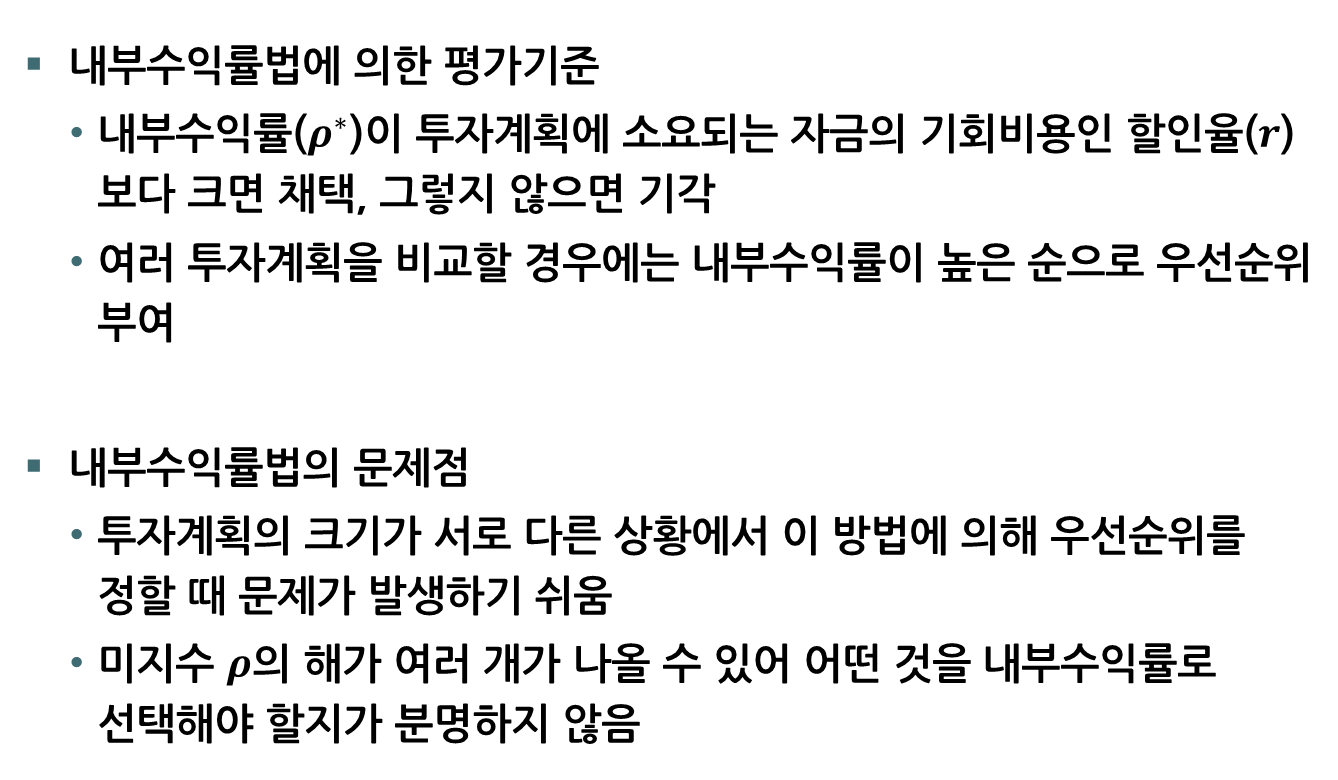 ▪ 내부수익률법에 의한 평가기준
• 내부수익률(ρ*)이 투자계획에 소요되는 자금의 기회비용인 할인율(r)
보다 크면 채택, 그렇지 않으면 기각
• 여러 투자계획을 비교할 경우에는 내부수익률이 높은 순으로 우선순위
부여
▪ 내부수익률법의 문제점
• 투자계획의 크기가 서로 다른 상황에서 이 방법에 의해 우선순위를
정할 때 문제가 발생하기 쉬움
• 미지수 ρ의 해가 여러 개가 나올 수 있어 어떤 것을 내부수익률로
선택해야 할지가 분명하지 않음